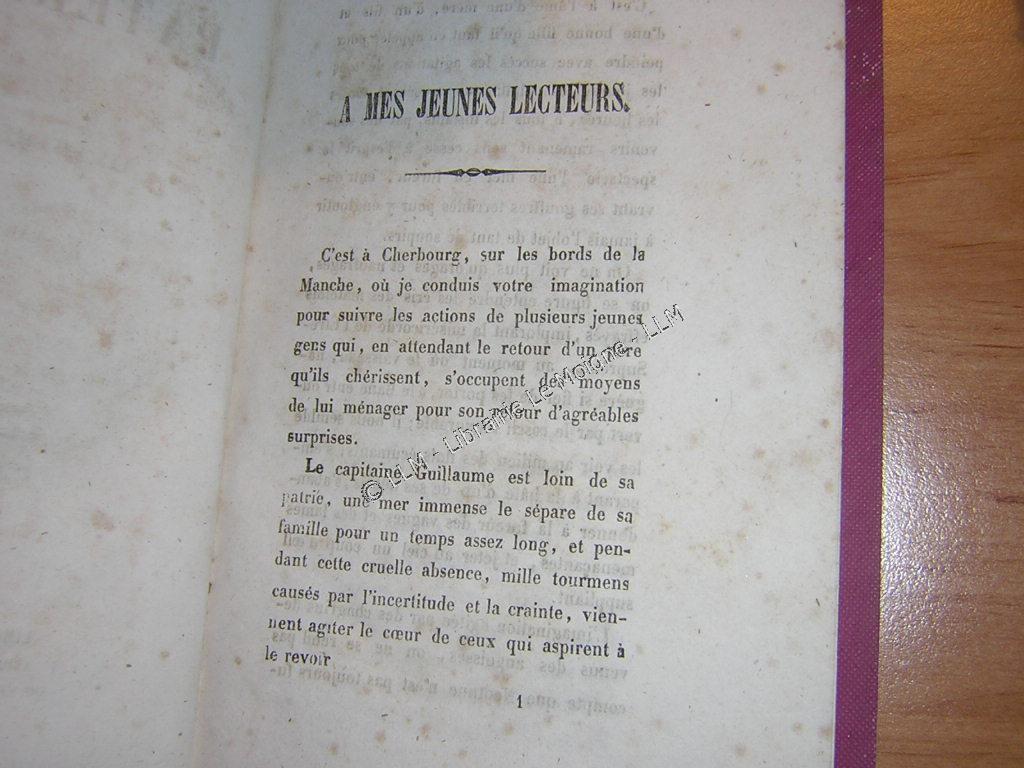 A MES JEUNES LECTEURS.
C'est à Cherbourg, sur les bords de la
Manche, où je conduis votre imagination
pour suivre les actions de plusieurs jeunes
gens qui, en attendant le retour d'un père
qu'ils chérissent, s'occupent des moyens
de lui ménager pour son retour d'agréables
surprises.
Le capitaine Guillaume est loin de sa
patrie, une mer immense le sépare de sa
famille pour un temps assez long, et pen-
dant cette cruelle absence, mille tourmens
causés par l'incertitude et la crainte, vien-
nent agiter le cœur de ceux qui aspirent à
le revoir
1
© LLM - Librairie Le Moigne - LLM